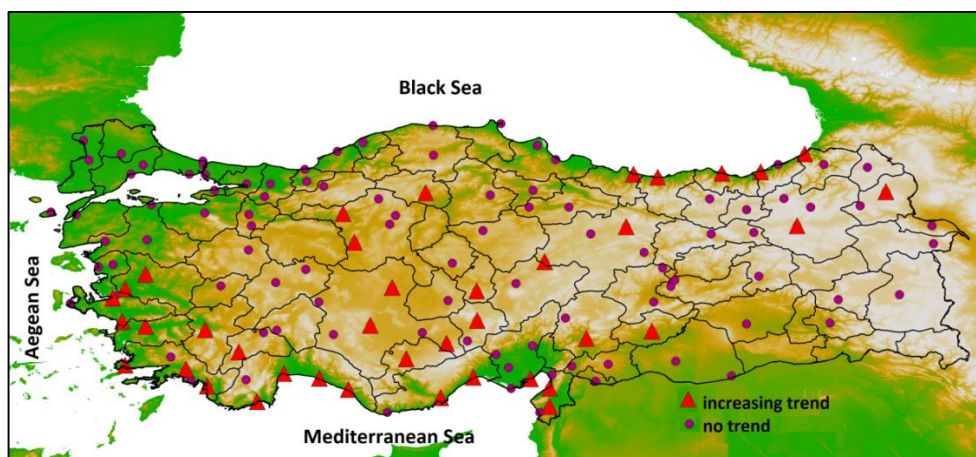 Black Sea
Aegean Sea
increasing trend
no trend
Mediterranean Sea